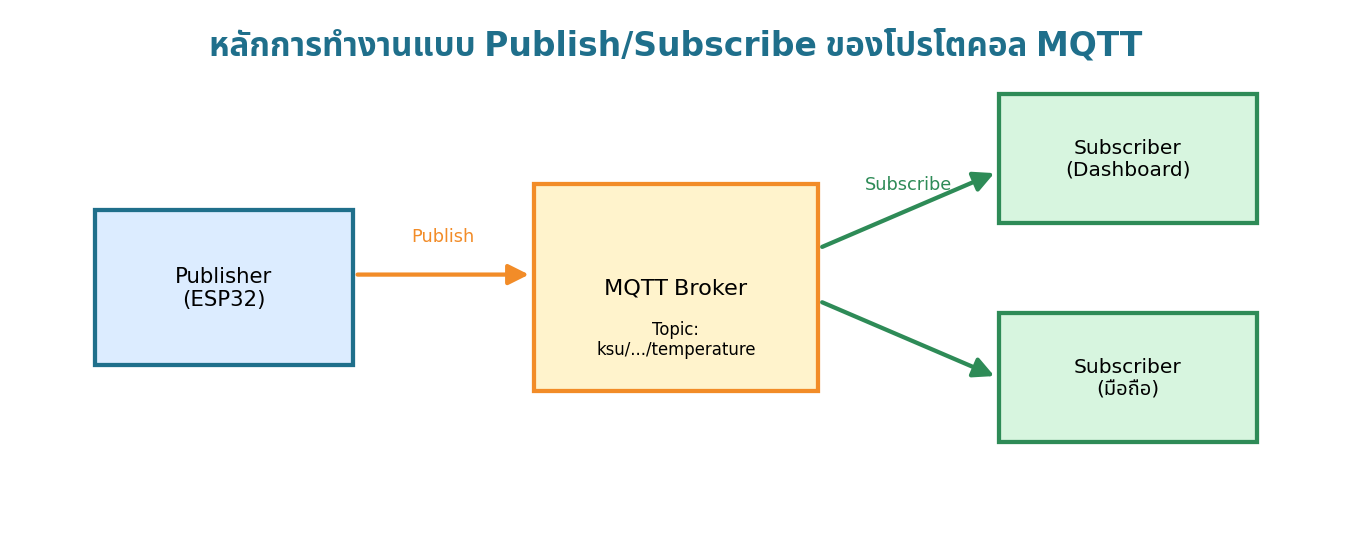 หลักการทำงานแบบ Publish/Subscribe ของโปรโตคอล MQTT
Publisher
(ESP32)
Publish
MQTT Broker
Topic:
ksu/.../temperature
Subscribe
Subscriber
(Dashboard)
Subscriber
(มือถือ)